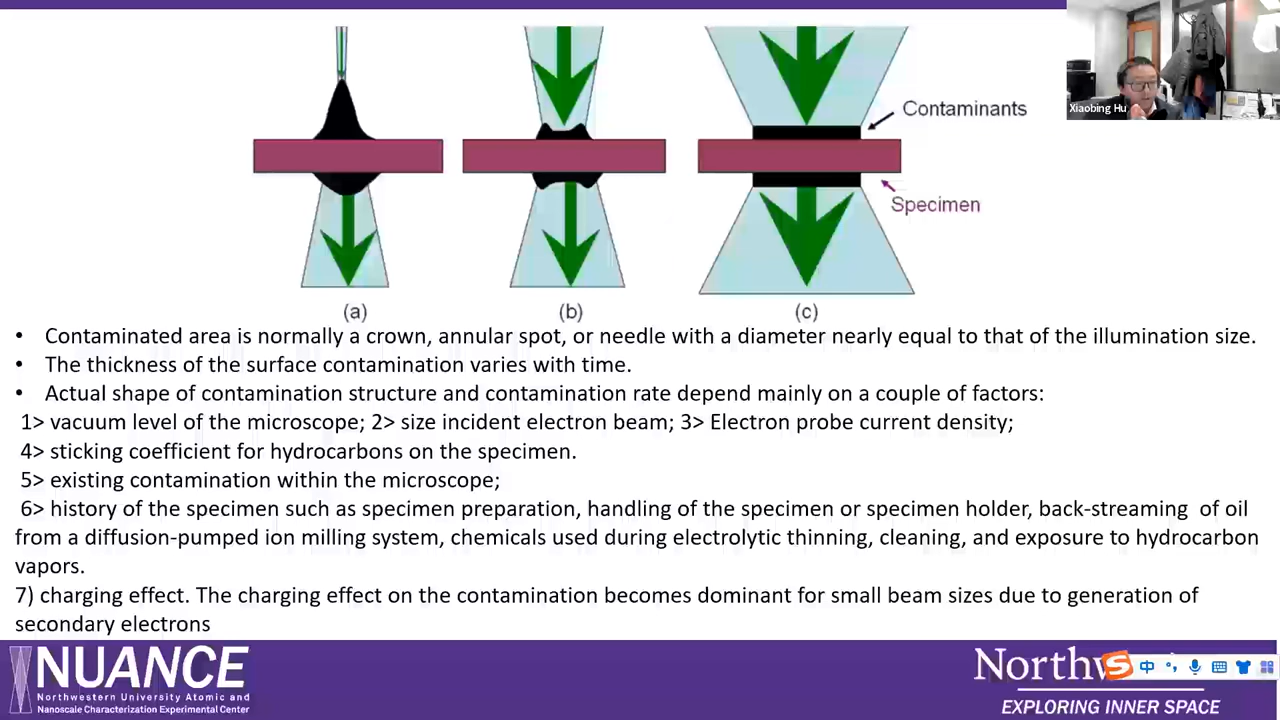 Xiaobing Hu
Contaminants
Specimen
(a) (b) (c)
• Contaminated area is normally a crown, annular spot, or needle with a diameter nearly equal to that of the illumination size.
• The thickness of the surface contamination varies with time.
• Actual shape of contamination structure and contamination rate depend mainly on a couple of factors:
1> vacuum level of the microscope; 2> size incident electron beam; 3> Electron probe current density;
4> sticking coefficient for hydrocarbons on the specimen.
5> existing contamination within the microscope;
6> history of the specimen such as specimen preparation, handling of the specimen or specimen holder, back-streaming of oil
from a diffusion-pumped ion milling system, chemicals used during electrolytic thinning, cleaning, and exposure to hydrocarbon
vapors.
7) charging effect. The charging effect on the contamination becomes dominant for small beam sizes due to generation of
secondary electrons
NUANCE
Northwestern University Atomic and
Nanoscale Characterization Experimental Center
S 中
EXPLORING INNER SPACE